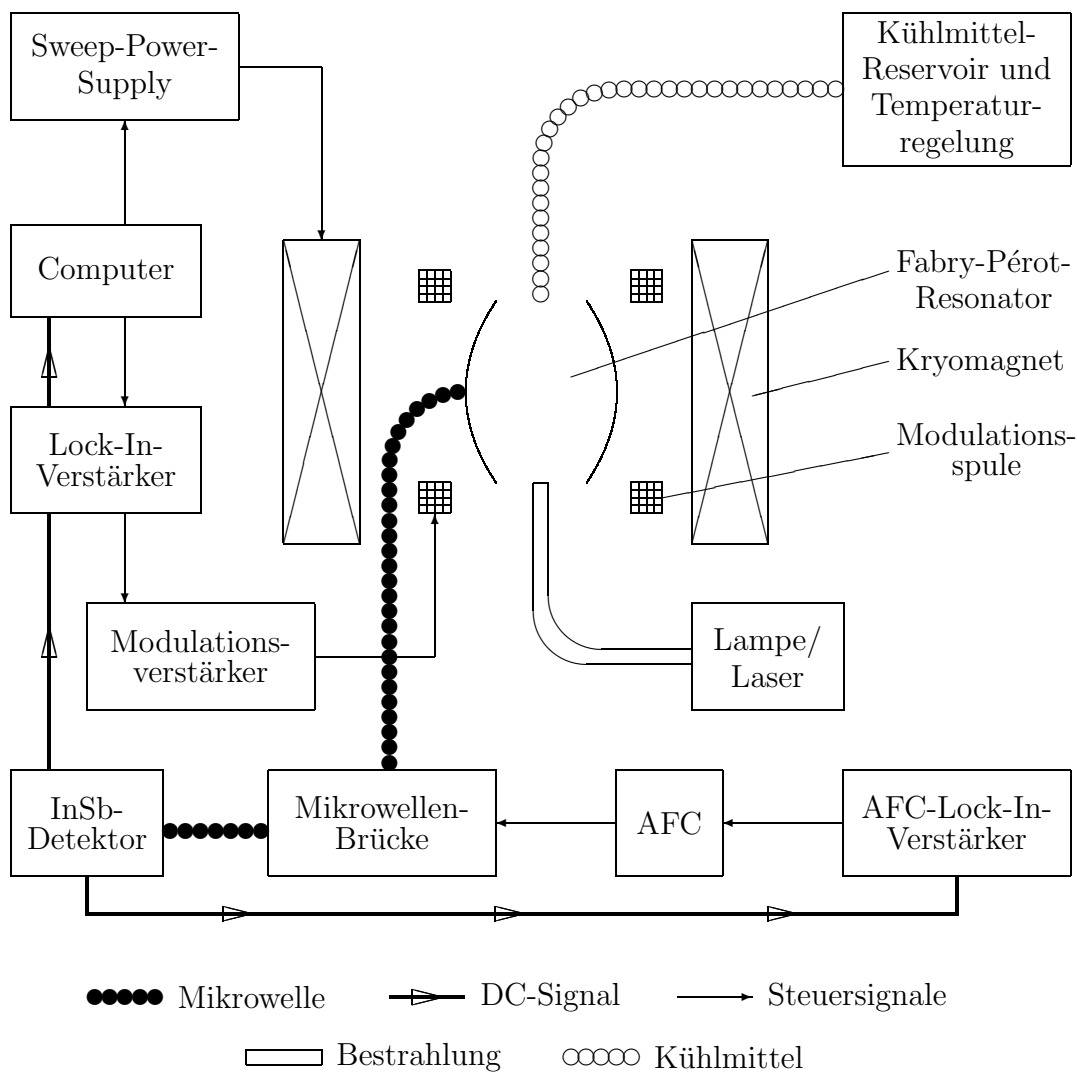 Sweep-Power-
Supply
Kühlmittel-
Reservoir und
Temperatur-
regelung
Computer
Fabry-Pérot-
Resonator
Kryomagnet
Lock-In-
Verstärker
Modulations-
spule
Modulations-
verstärker
Lampe/
Laser
InSb-
Detektor
Mikrowellen-
Brücke
AFC
AFC-Lock-In-
Verstärker
Mikrowelle
DC-Signal
Steuersignale
Bestrahlung
Kühlmittel